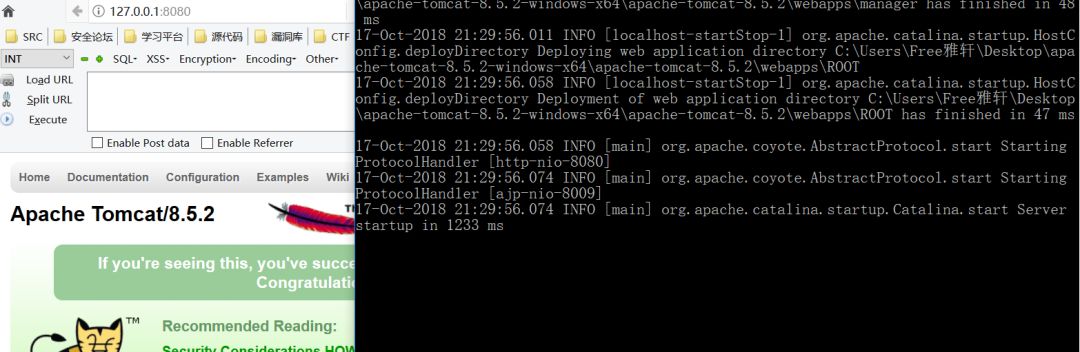 127.0.0.1:8080
SRC 安全论坛 学习平台 源代码 漏洞库 CTF
INT SQL- XSS- Encryption- Encoding- Other-
Load URL
Split URL
Execute
Enable Post data Enable Referrer
Home Documentation Configuration Examples Wiki
Apache Tomcat/8.5.2
If you're seeing this, you've succe
Congratulati
TM
Recommended Reading:
Security Considerations HOW
\apache-tomcat-8.5.2-windows-x64\apache-tomcat-8.5.2\webapps\manager has finished in 48
ms
17-Oct-2018 21:29:56.011 INFO [localhost-startStop-1] org.apache.catalina.startup.HostC
onfig.deployDirectory Deploying web application directory C:\Users\Free雅轩\Desktop\apa
che-tomcat-8.5.2-windows-x64\apache-tomcat-8.5.2\webapps\ROOT
17-Oct-2018 21:29:56.058 INFO [localhost-startStop-1] org.apache.catalina.startup.HostC
onfig.deployDirectory Deployment of web application directory C:\Users\Free雅轩\Desktop
\apache-tomcat-8.5.2-windows-x64\apache-tomcat-8.5.2\webapps\ROOT has finished in 47 ms
17-Oct-2018 21:29:56.058 INFO [main] org.apache.coyote.AbstractProtocol.start Starting
ProtocolHandler [http-nio-8080]
17-Oct-2018 21:29:56.074 INFO [main] org.apache.coyote.AbstractProtocol.start Starting
ProtocolHandler [ajp-nio-8009]
17-Oct-2018 21:29:56.074 INFO [main] org.apache.catalina.startup.Catalina.start Server
startup in 1233 ms